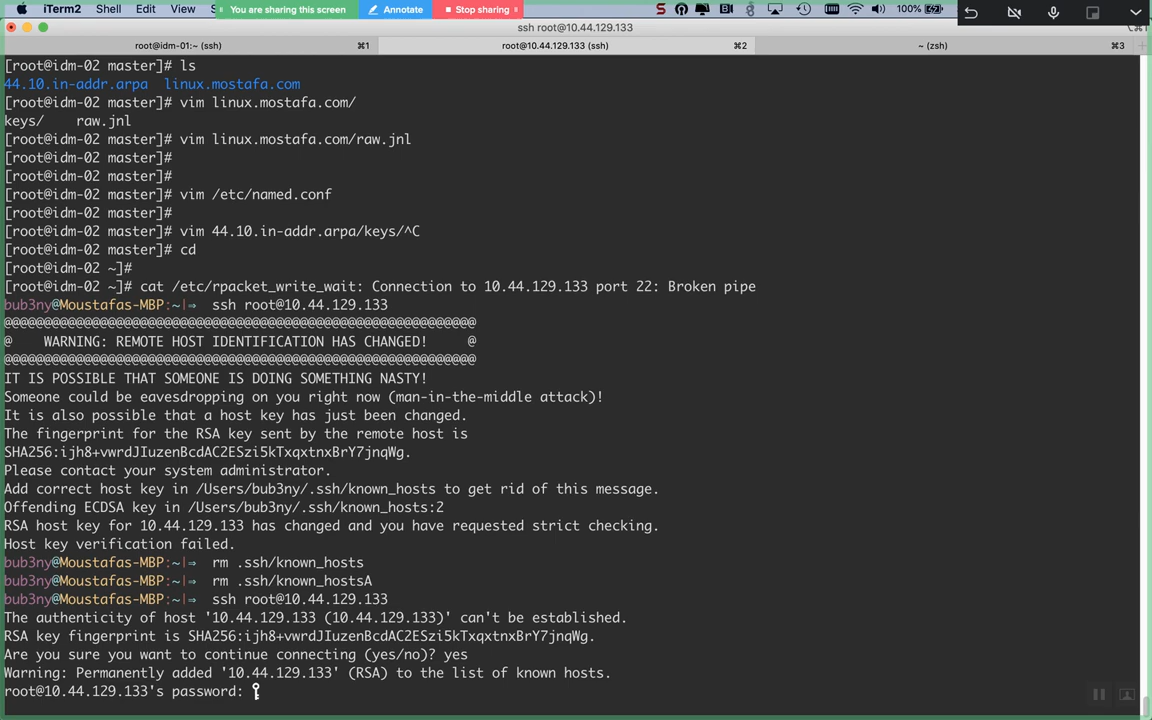 iTerm2 Shell Edit View You are sharing this screen Annotate Stop sharing 100%
ssh root@10.44.129.133
root@idm-01:~ (ssh) ⌘1 root@10.44.129.133 (ssh) ⌘2 ~ (zsh) ⌘3
[root@idm-02 master]# ls
44.10.in-addr.arpa linux.mostafa.com
[root@idm-02 master]# vim linux.mostafa.com/
keys/ raw.jnl
[root@idm-02 master]# vim linux.mostafa.com/raw.jnl
[root@idm-02 master]#
[root@idm-02 master]#
[root@idm-02 master]# vim /etc/named.conf
[root@idm-02 master]#
[root@idm-02 master]# vim 44.10.in-addr.arpa/keys/^C
[root@idm-02 master]# cd
[root@idm-02 ~]#
[root@idm-02 ~]# cat /etc/rpacket_write_wait: Connection to 10.44.129.133 port 22: Broken pipe
bub3ny@Moustafas-MBP:~|⇒ ssh root@10.44.129.133
@@@@@@@@@@@@@@@@@@@@@@@@@@@@@@@@@@@@@@@@@@@@@@@@@@@@@@@@@@@
@ WARNING: REMOTE HOST IDENTIFICATION HAS CHANGED! @
@@@@@@@@@@@@@@@@@@@@@@@@@@@@@@@@@@@@@@@@@@@@@@@@@@@@@@@@@@@
IT IS POSSIBLE THAT SOMEONE IS DOING SOMETHING NASTY!
Someone could be eavesdropping on you right now (man-in-the-middle attack)!
It is also possible that a host key has just been changed.
The fingerprint for the RSA key sent by the remote host is
SHA256:ijh8+vwrdJIuzenBcdAC2ESzi5kTxqxtnxBrY7jnqWg.
Please contact your system administrator.
Add correct host key in /Users/bub3ny/.ssh/known_hosts to get rid of this message.
Offending ECDSA key in /Users/bub3ny/.ssh/known_hosts:2
RSA host key for 10.44.129.133 has changed and you have requested strict checking.
Host key verification failed.
bub3ny@Moustafas-MBP:~|⇒ rm .ssh/known_hosts
bub3ny@Moustafas-MBP:~|⇒ rm .ssh/known_hostsA
bub3ny@Moustafas-MBP:~|⇒ ssh root@10.44.129.133
The authenticity of host '10.44.129.133 (10.44.129.133)' can't be established.
RSA key fingerprint is SHA256:ijh8+vwrdJIuzenBcdAC2ESzi5kTxqxtnxBrY7jnqWg.
Are you sure you want to continue connecting (yes/no)? yes
Warning: Permanently added '10.44.129.133' (RSA) to the list of known hosts.
root@10.44.129.133's password: